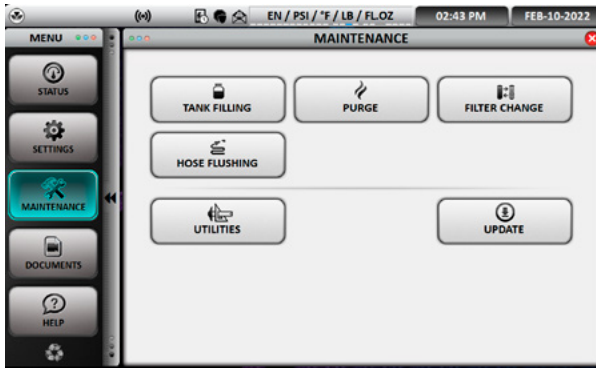 EN / PSI / °F / LB / FL.OZ 02:43 PM FEB-10-2022
MENU
MAINTENANCE
STATUS
SETTINGS
MAINTENANCE
DOCUMENTS
HELP
TANK FILLING
PURGE
FILTER CHANGE
HOSE FLUSHING
UTILITIES
UPDATE